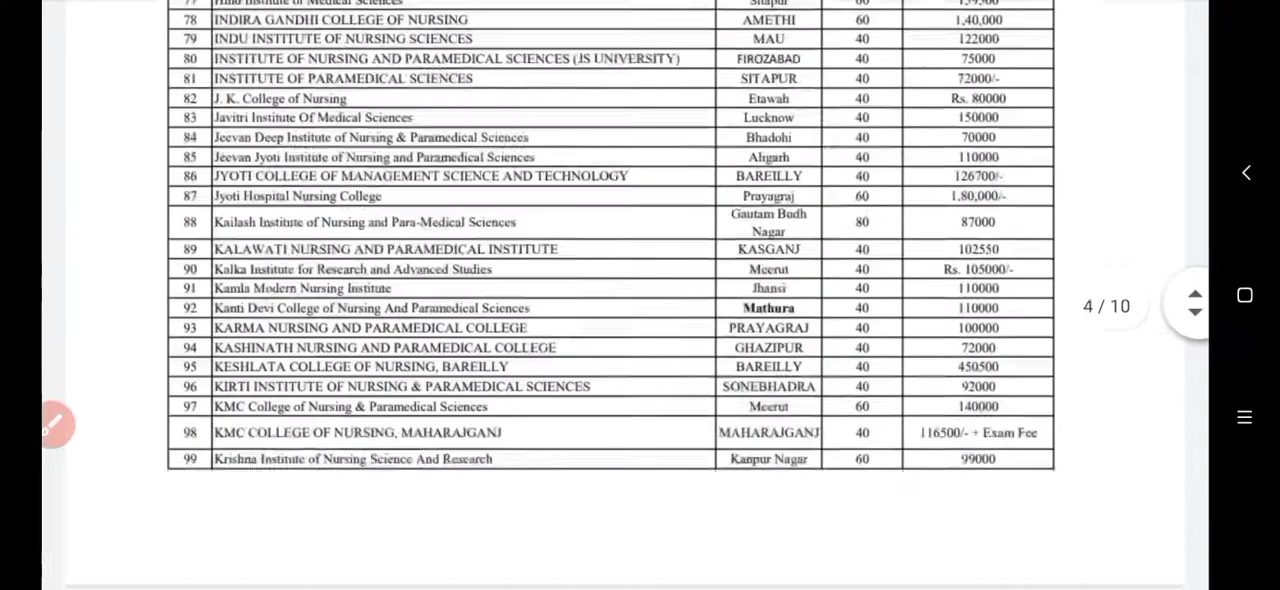 77 Hind Institute of Medical Sciences Sitapur 60 159500
78 INDIRA GANDHI COLLEGE OF NURSING AMETHI 60 1,40,000
79 INDU INSTITUTE OF NURSING SCIENCES MAU 40 122000
80 INSTITUTE OF NURSING AND PARAMEDICAL SCIENCES (JS UNIVERSITY) FIROZABAD 40 75000
81 INSTITUTE OF PARAMEDICAL SCIENCES SITAPUR 40 72000/-
82 J. K. College of Nursing Etawah 40 Rs. 80000
83 Javitri Institute Of Medical Sciences Lucknow 40 150000
84 Jeevan Deep Institute of Nursing & Paramedical Sciences Bhadohi 40 70000
85 Jeevan Jyoti Institute of Nursing and Paramedical Sciences Aligarh 40 110000
86 JYOTI COLLEGE OF MANAGEMENT SCIENCE AND TECHNOLOGY BAREILLY 40 126700/-
87 Jyoti Hospital Nursing College Prayagraj 60 1,80,000/-
88 Kailash Institute of Nursing and Para-Medical Sciences Gautam Budh Nagar 80 87000
89 KALAWATI NURSING AND PARAMEDICAL INSTITUTE KASGANJ 40 102550
90 Kalka Institute for Research and Advanced Studies Meerut 40 Rs. 105000/-
91 Kamla Modern Nursing Institute Jhansi 40 110000
92 Kanti Devi College of Nursing And Paramedical Sciences Mathura 40 110000
93 KARMA NURSING AND PARAMEDICAL COLLEGE PRAYAGRAJ 40 100000
94 KASHINATH NURSING AND PARAMEDICAL COLLEGE GHAZIPUR 40 72000
95 KESHLATA COLLEGE OF NURSING, BAREILLY BAREILLY 40 450500
96 KIRTI INSTITUTE OF NURSING & PARAMEDICAL SCIENCES SONEBHADRA 40 92000
97 KMC College of Nursing & Paramedical Sciences Meerut 60 140000
98 KMC COLLEGE OF NURSING, MAHARAJGANJ MAHARAJGANJ 40 116500/- + Exam Fee
99 Krishna Institute of Nursing Science And Research Kanpur Nagar 60 99000
4 / 10